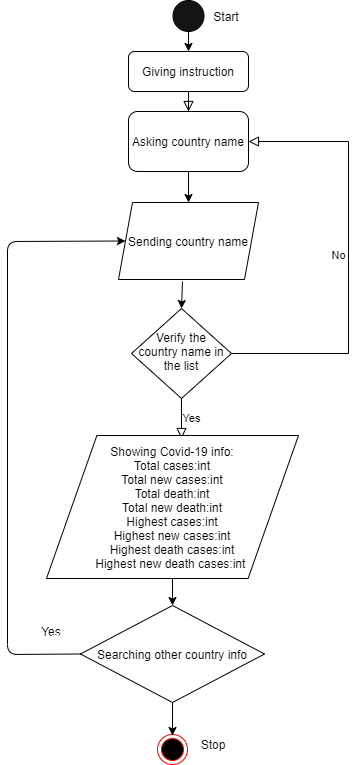 Start
Giving instruction
Asking country name
Sending country name
No
Verify the
country name in
the list
Yes
Showing Covid-19 info:
Total cases:int
Total new cases:int
Total death:int
Total new death:int
Highest cases:int
Highest new cases:int
Highest death cases:int
Highest new death cases:int
Yes
Searching other country info
Stop